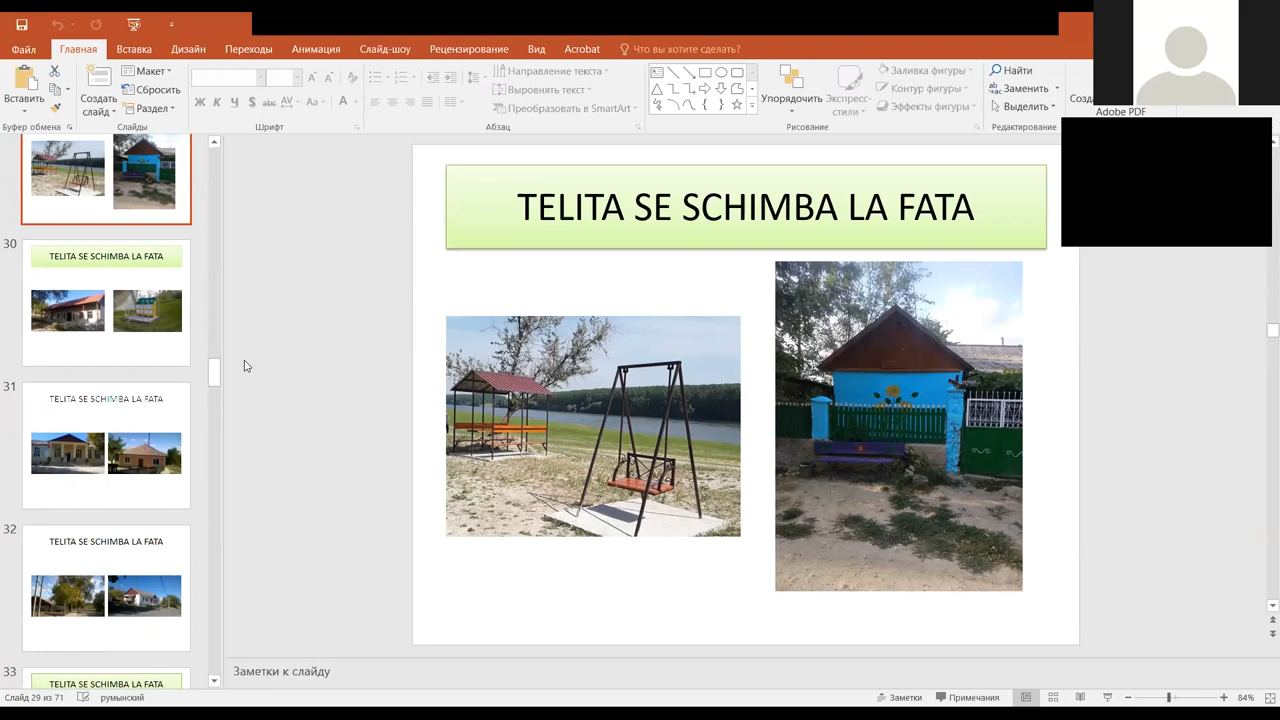 Файл Главная Вставка Дизайн Переходы Анимация Слайд-шоу Рецензирование Вид Acrobat Что вы хотите сделать?
Вставить
Создать слайд
Макет
Сбросить
Раздел
Ж К Ч S abc AV Aa A
Направление текста
Выровнять текст
Преобразовать в SmartArt
Упорядочить
Экспресс-стили
Заливка фигуры
Контур фигуры
Эффекты фигуры
Найти
Заменить
Выделить
Adobe PDF
Буфер обмена Слайды Шрифт Абзац Рисование Редактирование
TELITA SE SCHIMBA LA FATA
30
TELITA SE SCHIMBA LA FATA
31
TELITA SE SCHIMBA LA FATA
32
TELITA SE SCHIMBA LA FATA
33
TELITA SE SCHIMBA LA FATA
Заметки к слайду
Слайд 29 из 71 румынский Заметки Примечания 84%